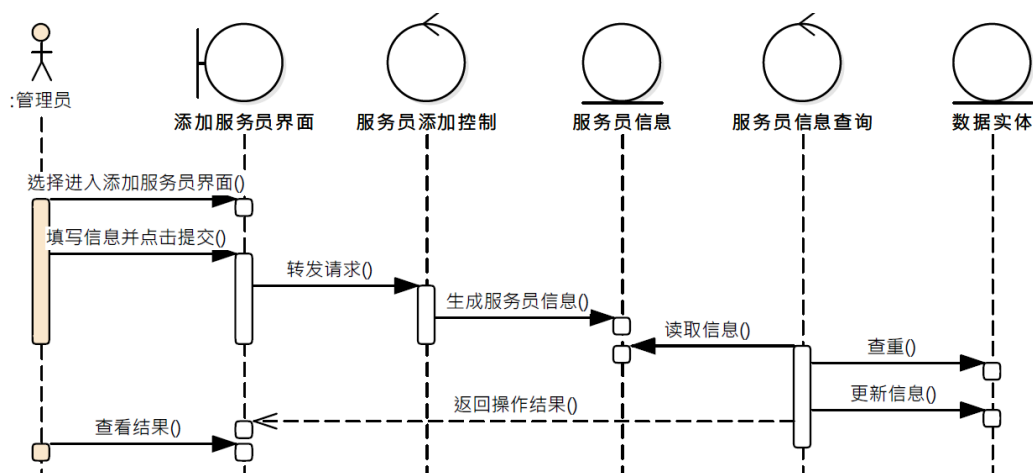 :管理员
添加服务员界面
服务员添加控制
服务员信息
服务员信息查询
数据实体
选择进入添加服务员界面()
填写信息并点击提交()
转发请求()
生成服务员信息()
读取信息()
查重()
更新信息()
返回操作结果()
查看结果()